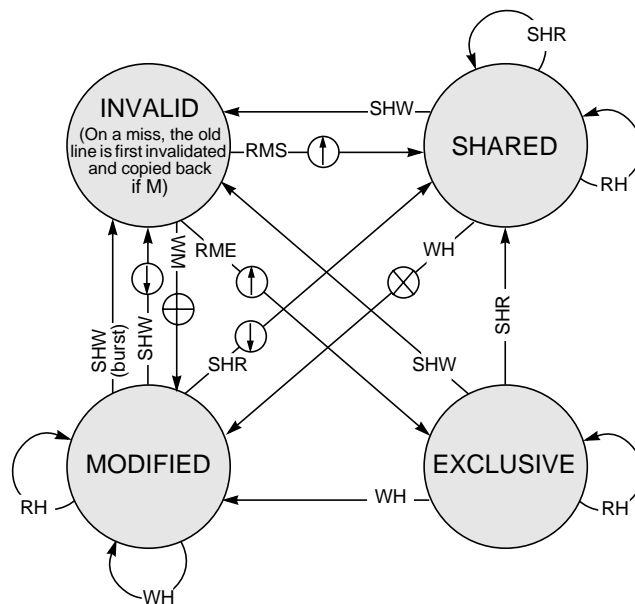 SHR
INVALID
(On a miss, the old
line is first invalidated
and copied back
if M)
SHW
RMS
SHARED
RH
WM
RME
WH
SHW
(burst)
SHW
SHR
SHW
SHR
MODIFIED
EXCLUSIVE
RH
WH
RH
WH